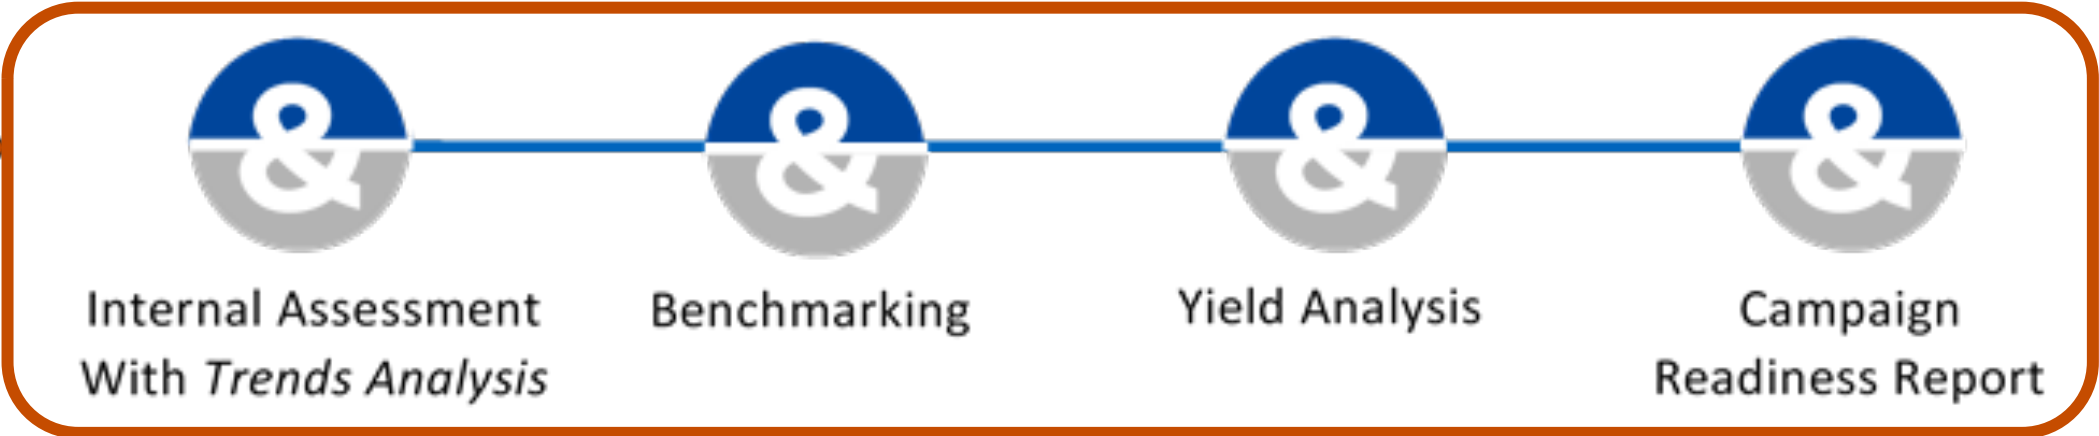 & & & &
Internal Assessment
With Trends Analysis
Benchmarking
Yield Analysis
Campaign
Readiness Report